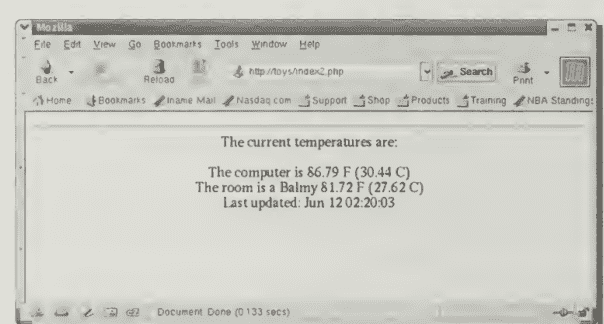 Mozilla
File Edit View Go Bookmarks Tools Window Help
Back Reload http://toys/index2.php Search Print
Home Bookmarks Iname Mail Nasdaq.com Support Shop Products Training NBA Standings
The current temperatures are:
The computer is 86.79 F (30.44 C)
The room is a Balmy 81.72 F (27.62 C)
Last updated: Jun 12 02:20:03
Document Done (0.133 secs)